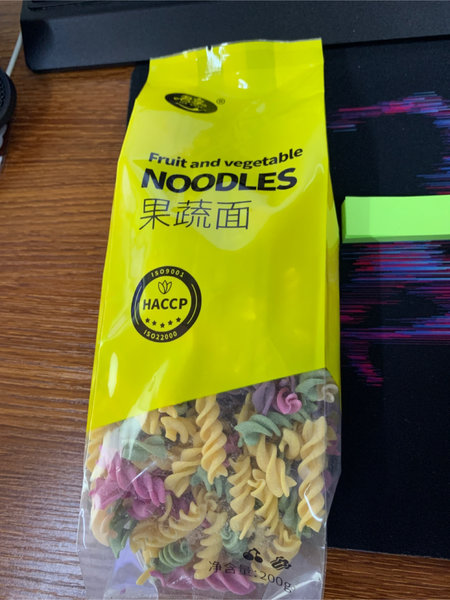 ®
Fruit and vegetable
NOODLES
果蔬面
ISO9001
HACCP
ISO22000
净含量:200g